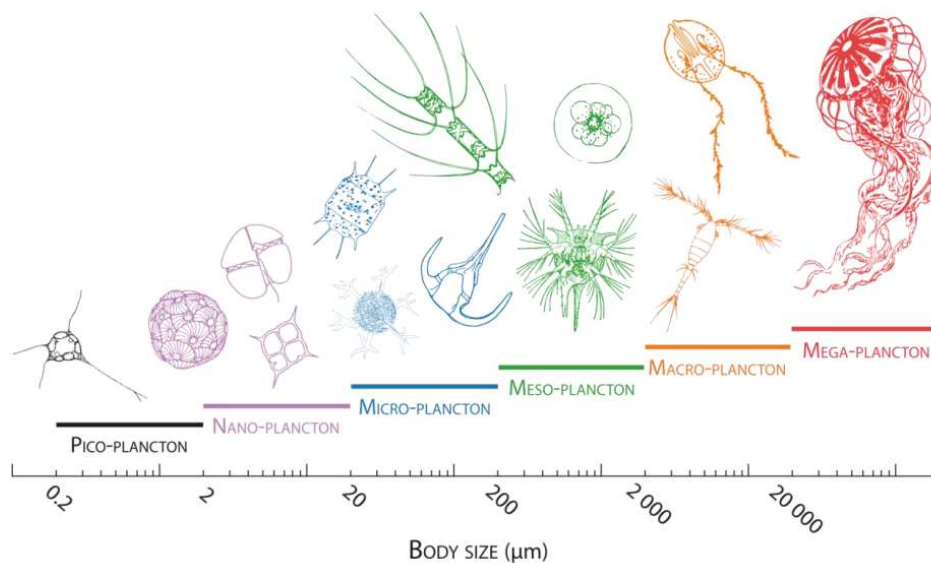 MEGA-PLANCTON
MACRO-PLANCTON
MESO-PLANCTON
MICRO-PLANCTON
NANO-PLANCTON
PICO-PLANCTON
0.2
2
20
200
2 000
20 000
BODY SIZE (µm)